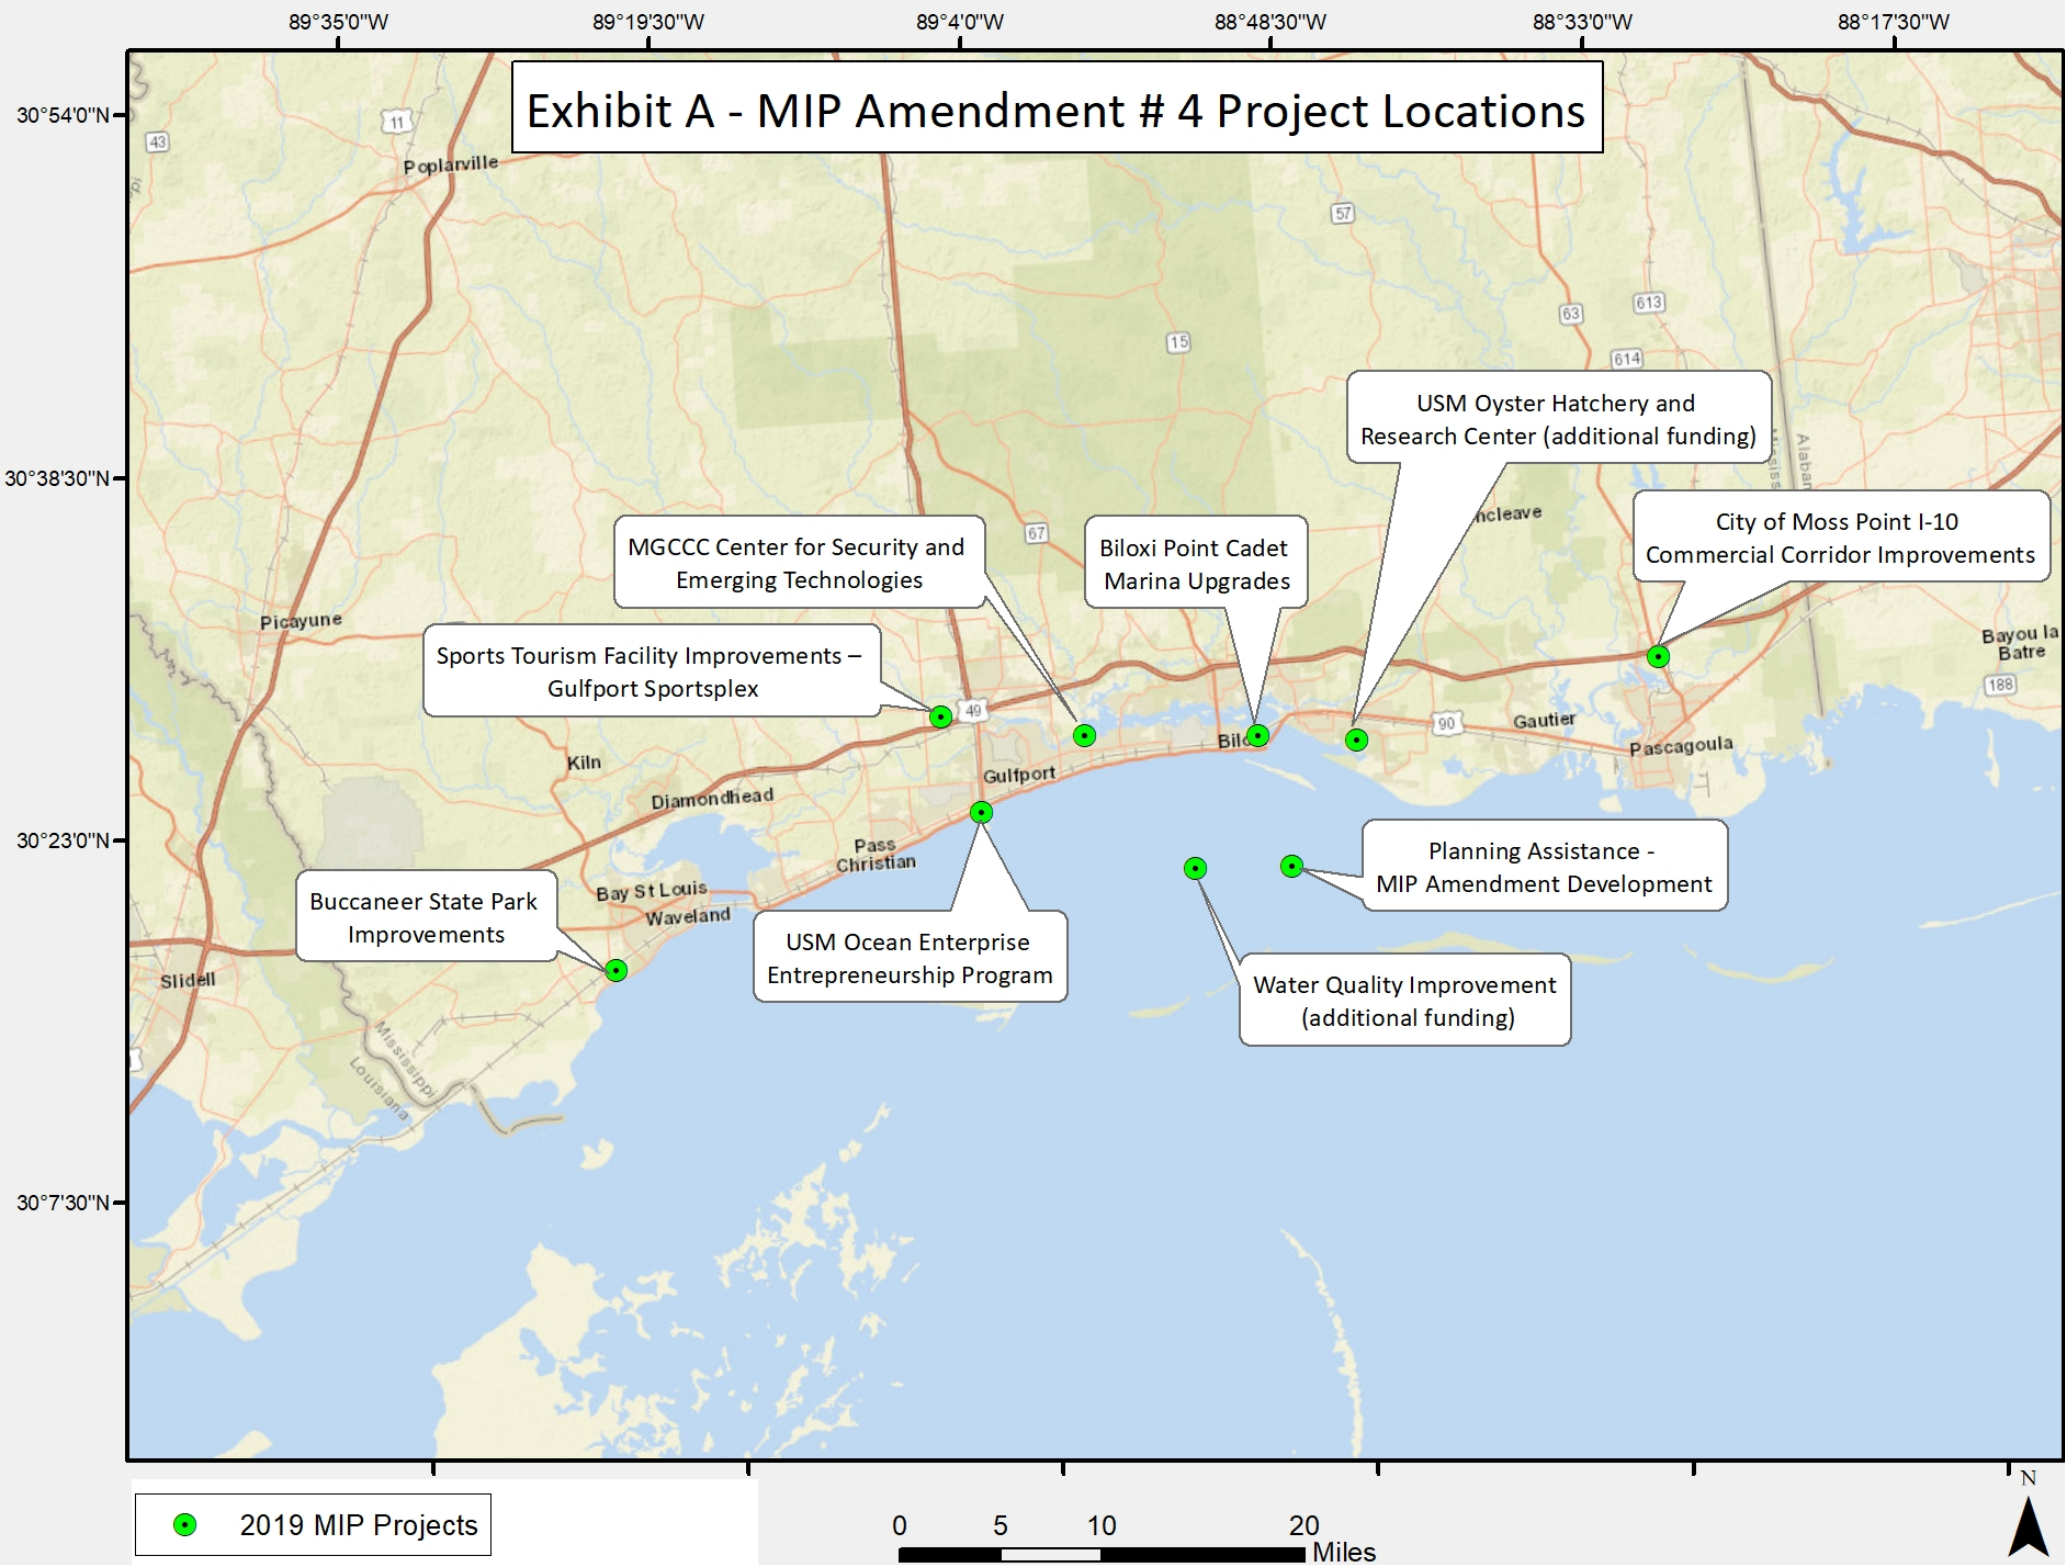 89°35'0"W 89°19'30"W 89°4'0"W 88°48'30"W 88°33'0"W 88°17'30"W
Exhibit A - MIP Amendment # 4 Project Locations
30°54'0"N
11
43
Poplarville
57
613
63
15
614
USM Oyster Hatchery and
Research Center (additional funding)
30°38'30"N
Mississ
Alaban
ncleave
67
City of Moss Point I-10
Commercial Corridor Improvements
MGCCC Center for Security and
Emerging Technologies
Biloxi Point Cadet
Marina Upgrades
Picayune
Sports Tourism Facility Improvements –
Gulfport Sportsplex
Bayou la
Batre
188
49
90
Gautier
Bilo
Pascagoula
Kiln
Gulfport
Diamondhead
30°23'0"N
Pass
Christian
Planning Assistance -
MIP Amendment Development
Buccaneer State Park
Improvements
Bay St Louis
Waveland
USM Ocean Enterprise
Entrepreneurship Program
Slidell
Water Quality Improvement
(additional funding)
Mississippi
Louisiana
30°7'30"N
2019 MIP Projects
0 5 10 20
Miles
N